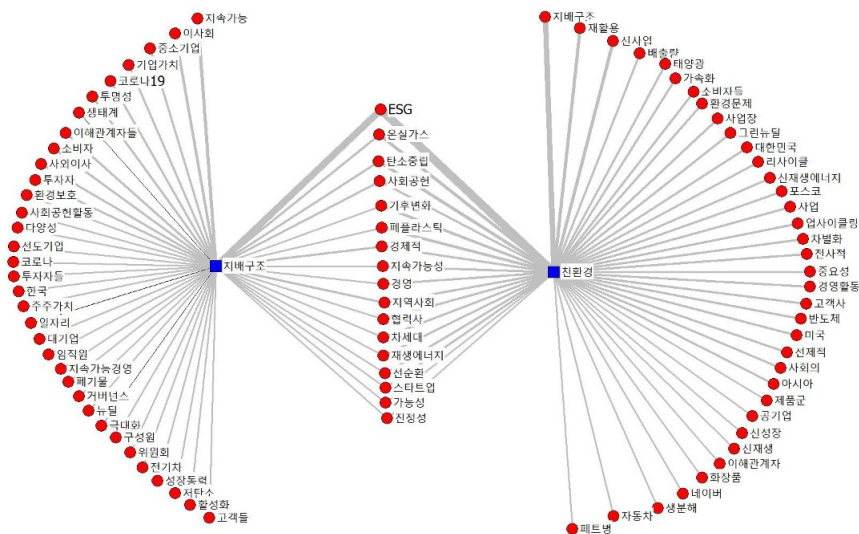 지속가능
이사회
중소기업
기업가치
코로나19
투명성
생태계
이해관계자들
소비자
사외이사
투자자
환경보호
사회공헌활동
다양성
선도기업
코로나
투자자들
한국
주주가치
일자리
대기업
임직원
지속가능경영
폐기물
거버넌스
뉴딜
극대화
구성원
위원회
전기차
성장동력
저탄소
활성화
고객들
지배구조
ESG
온실가스
탄소중립
사회공헌
기후변화
폐플라스틱
경제적
지속가능성
경영
지역사회
협력사
차세대
재생에너지
선순환
스타트업
가능성
진정성
친환경
지배구조
재활용
신사업
배출량
태양광
가속화
소비자들
환경문제
사업장
그린뉴딜
대한민국
리사이클
신재생에너지
포스코
사업
업사이클링
차별화
전사적
중요성
경영활동
고객사
반도체
미국
선제적
사회의
아시아
제품군
공기업
신성장
신재생
이해관계자
화장품
네이버
생분해
자동차
페트병